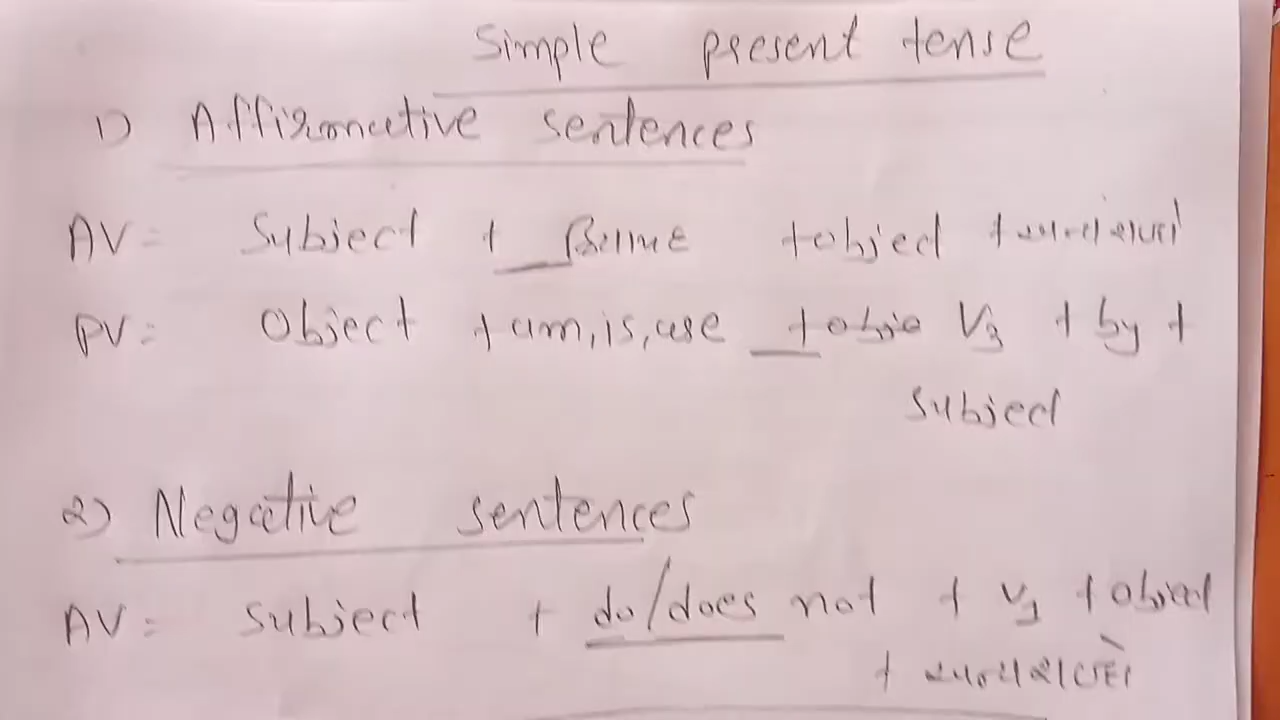 Simple present tense
1) Affirmative sentences
AV = Subject + + object +
PV = Object + am, is, are + V3 + by +
subject
2) Negative sentences
AV = Subject + do/does not + V1 + object
+